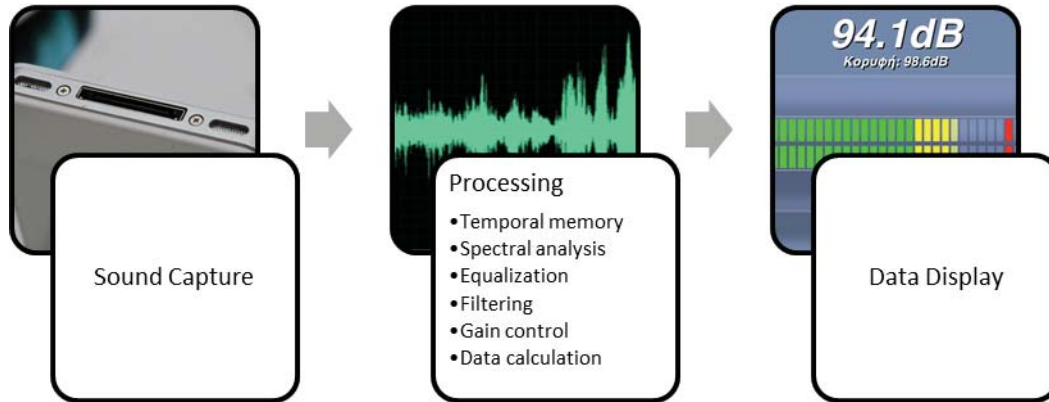 94.1dB
Κορυφή: 98.6dB
Sound Capture
Processing
•Temporal memory
•Spectral analysis
•Equalization
•Filtering
•Gain control
•Data calculation
Data Display